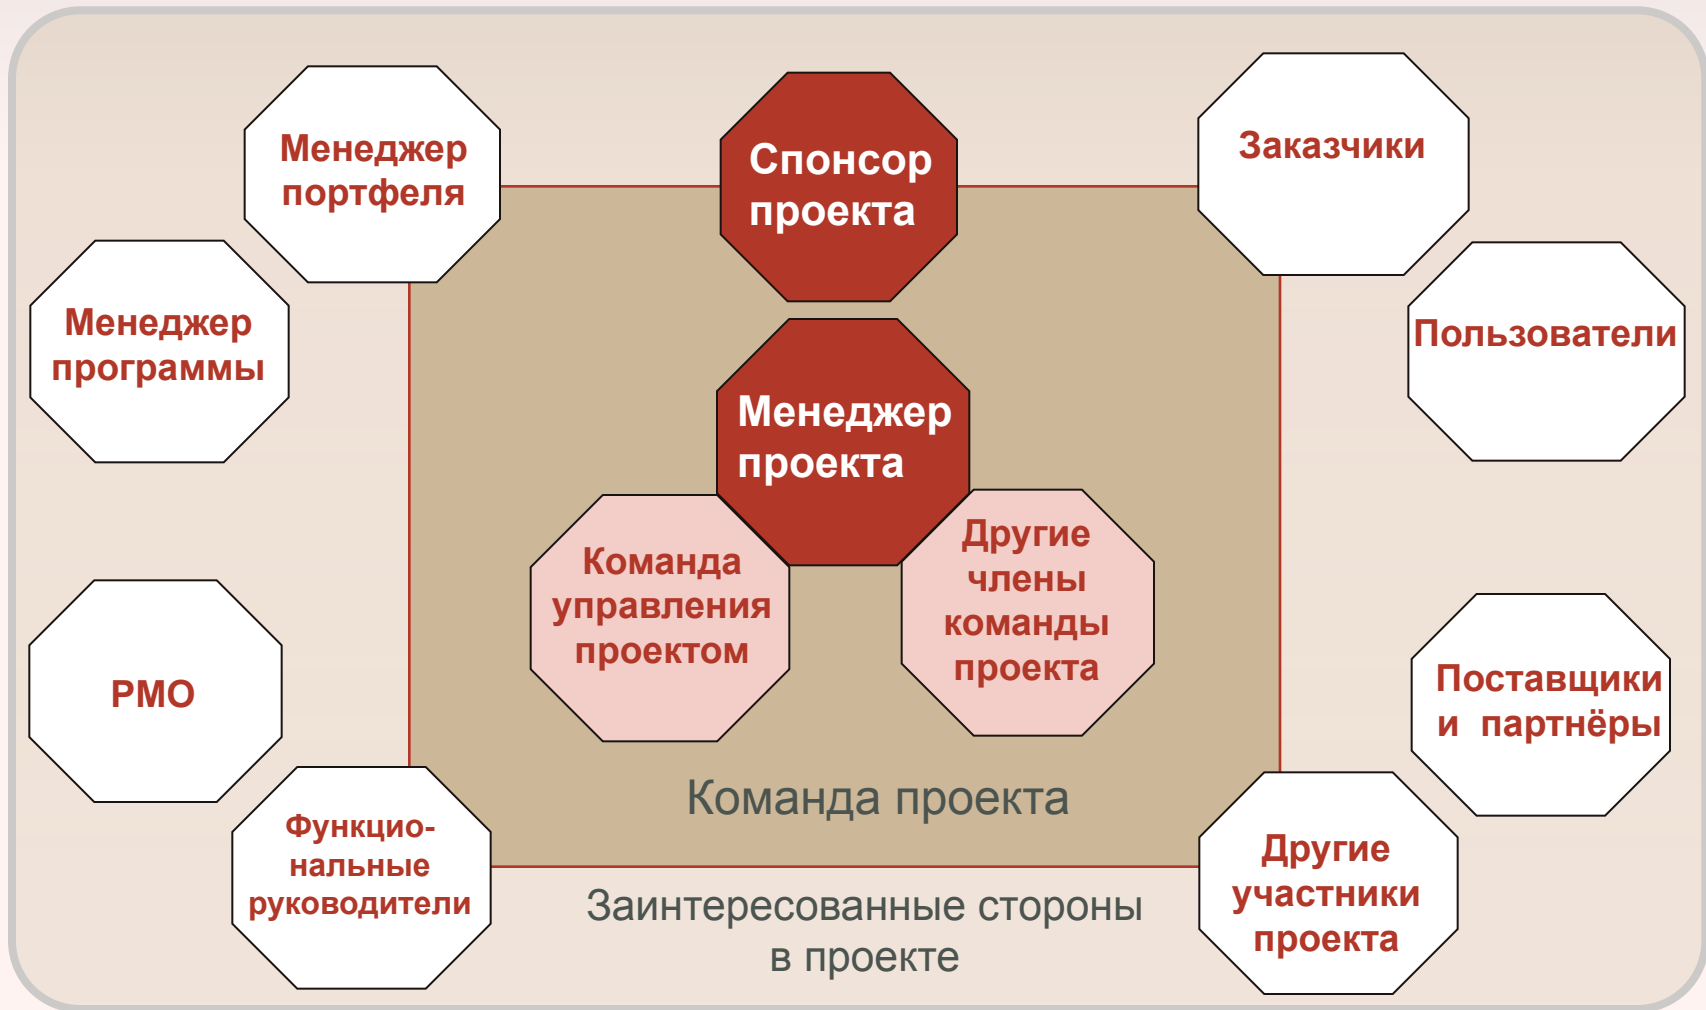 Менеджер
портфеля
Спонсор
проекта
Заказчики
Менеджер
программы
Пользователи
Менеджер
проекта
Команда
управления
проектом
Другие
члены
команды
проекта
РМО
Поставщики
и партнёры
Команда проекта
Функцио-
нальные
руководители
Другие
участники
проекта
Заинтересованные стороны
в проекте